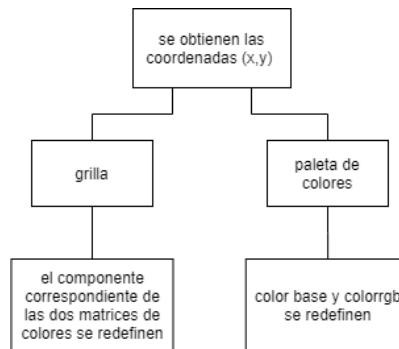 se obtienen las
coordenadas (x,y)
grilla
paleta de
colores
el componente
correspondiente de
las dos matrices de
colores se redefinen
color base y colorrgb
se redefinen